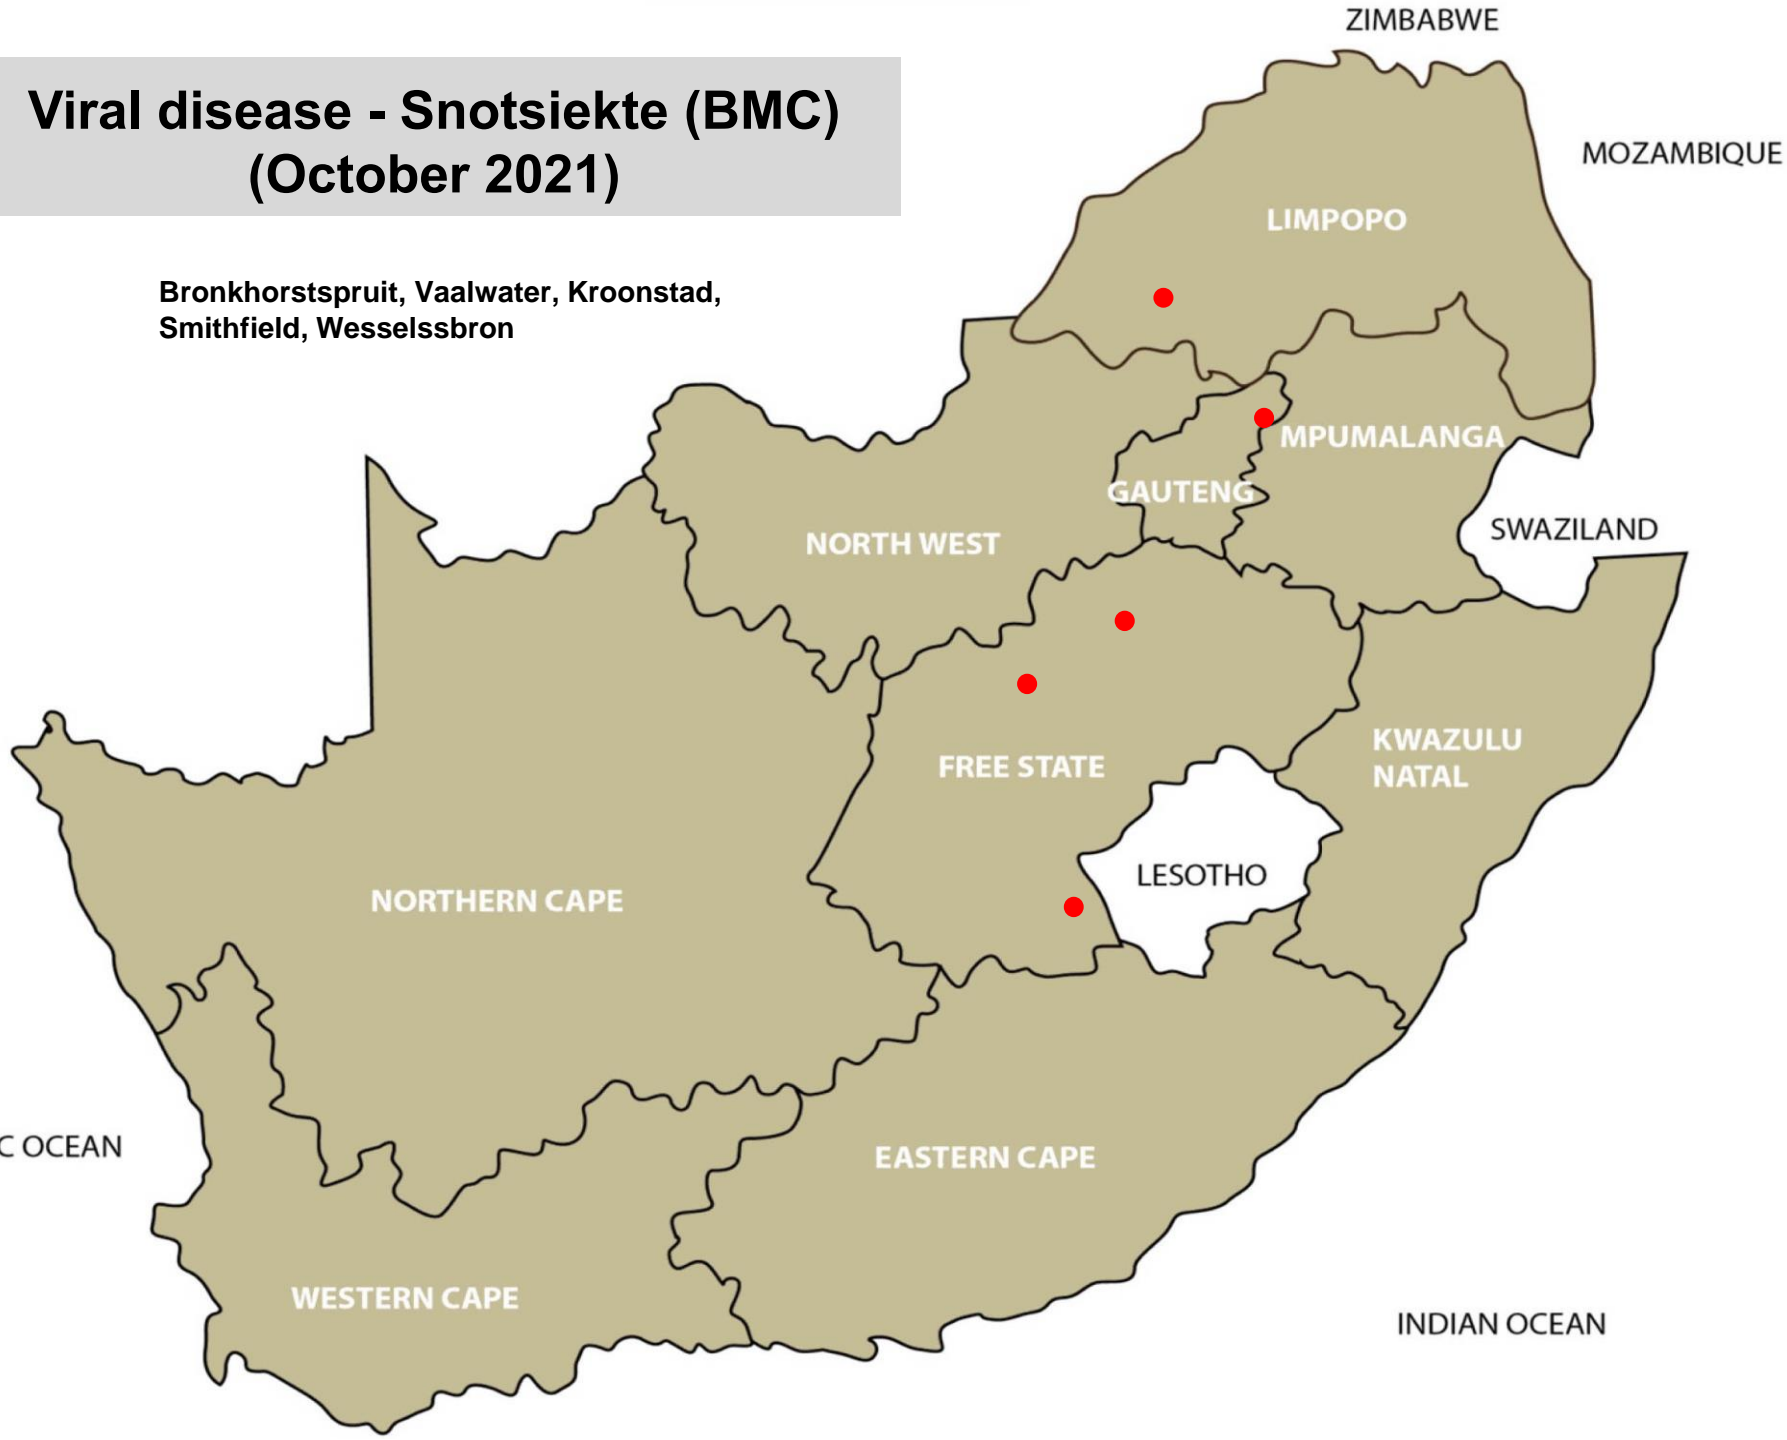 ZIMBABWE
Viral disease - Snotsiekte (BMC)
(October 2021)
MOZAMBIQUE
LIMPOPO
Bronkhorstspruit, Vaalwater, Kroonstad,
Smithfield, Wesselssbron
MPUMALANGA
GAUTENG
NORTH WEST
SWAZILAND
FREE STATE
KWAZULU
NATAL
LESOTHO
NORTHERN CAPE
C OCEAN
EASTERN CAPE
WESTERN CAPE
INDIAN OCEAN